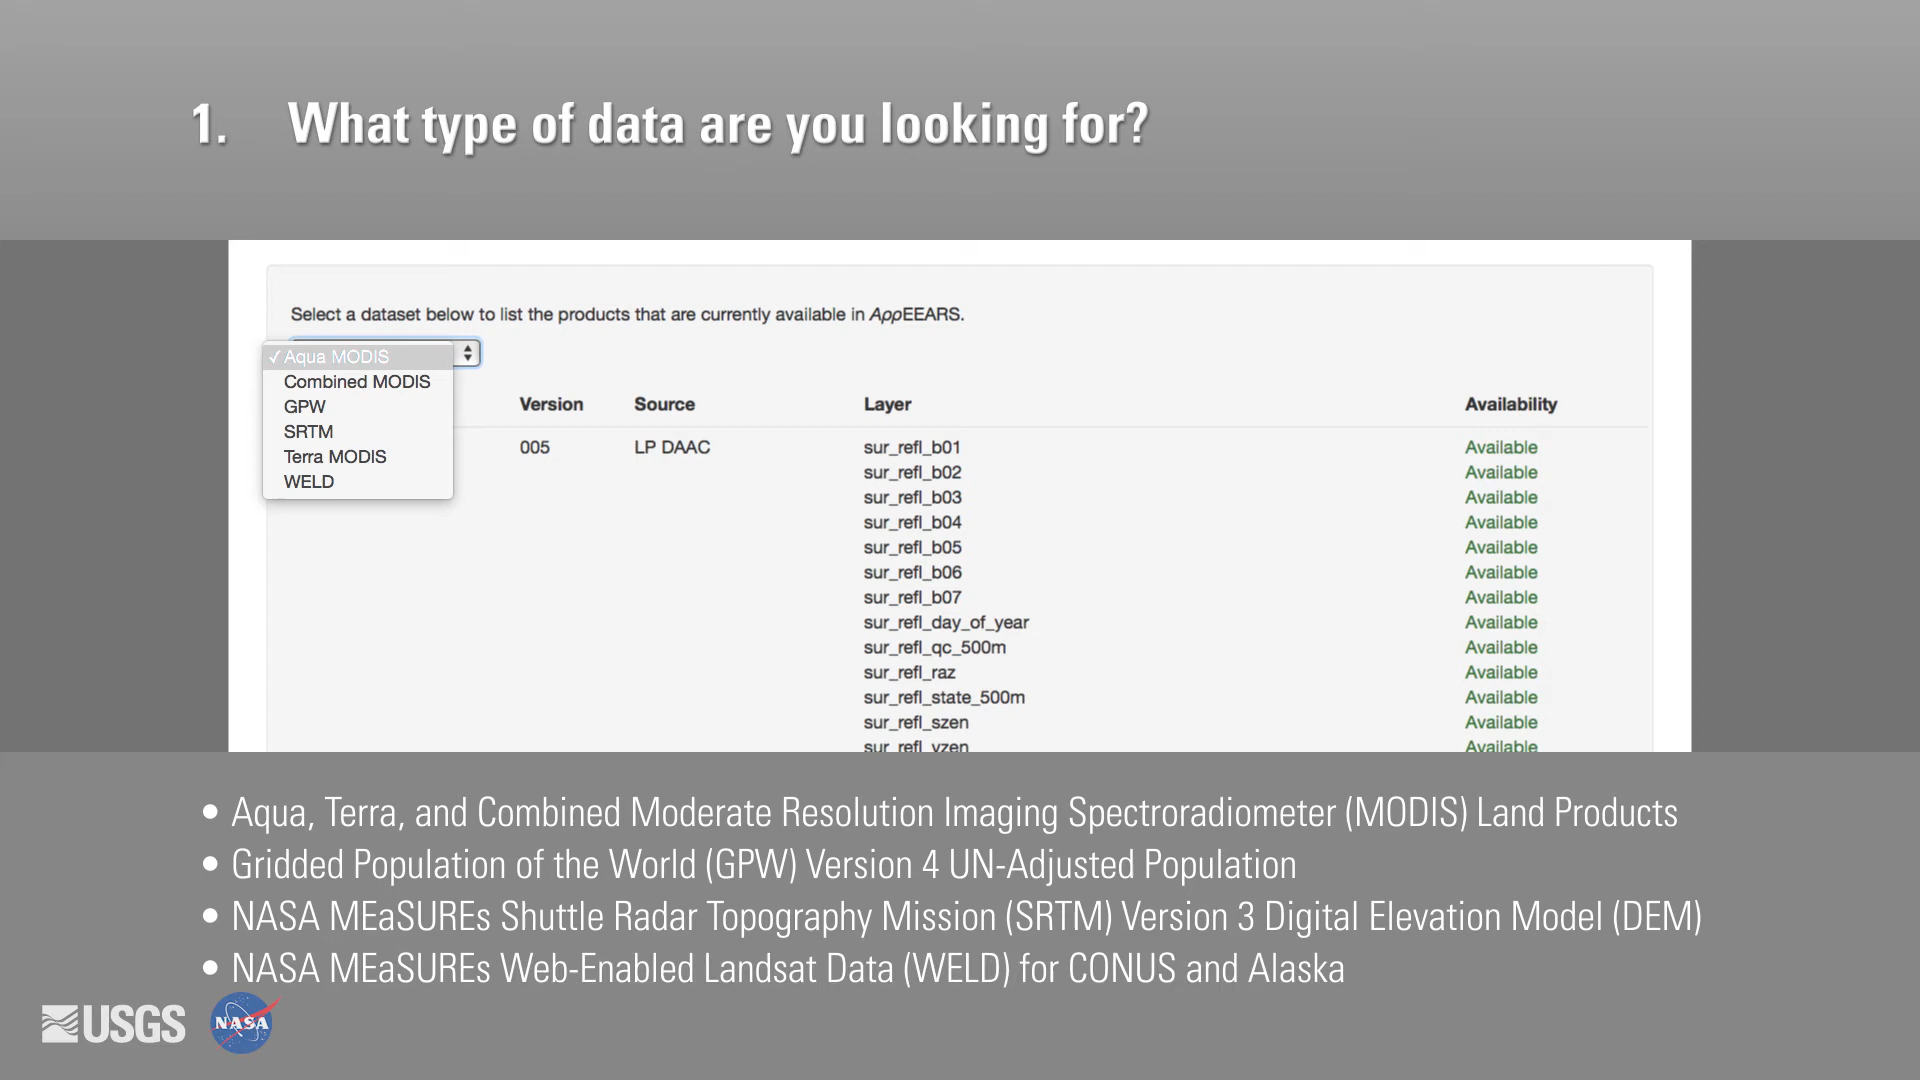 1. What type of data are you looking for?
Select a dataset below to list the products that are currently available in AppEEARS.
✓ Aqua MODIS
Combined MODIS
GPW
SRTM
Terra MODIS
WELD
Version Source Layer Availability
005 LP DAAC sur_refl_b01 Available
sur_refl_b02 Available
sur_refl_b03 Available
sur_refl_b04 Available
sur_refl_b05 Available
sur_refl_b06 Available
sur_refl_b07 Available
sur_refl_day_of_year Available
sur_refl_qc_500m Available
sur_refl_raz Available
sur_refl_state_500m Available
sur_refl_szen Available
sur_refl_vzen Available
• Aqua, Terra, and Combined Moderate Resolution Imaging Spectroradiometer (MODIS) Land Products
• Gridded Population of the World (GPW) Version 4 UN-Adjusted Population
• NASA MEaSUREs Shuttle Radar Topography Mission (SRTM) Version 3 Digital Elevation Model (DEM)
• NASA MEaSUREs Web-Enabled Landsat Data (WELD) for CONUS and Alaska
USGS NASA